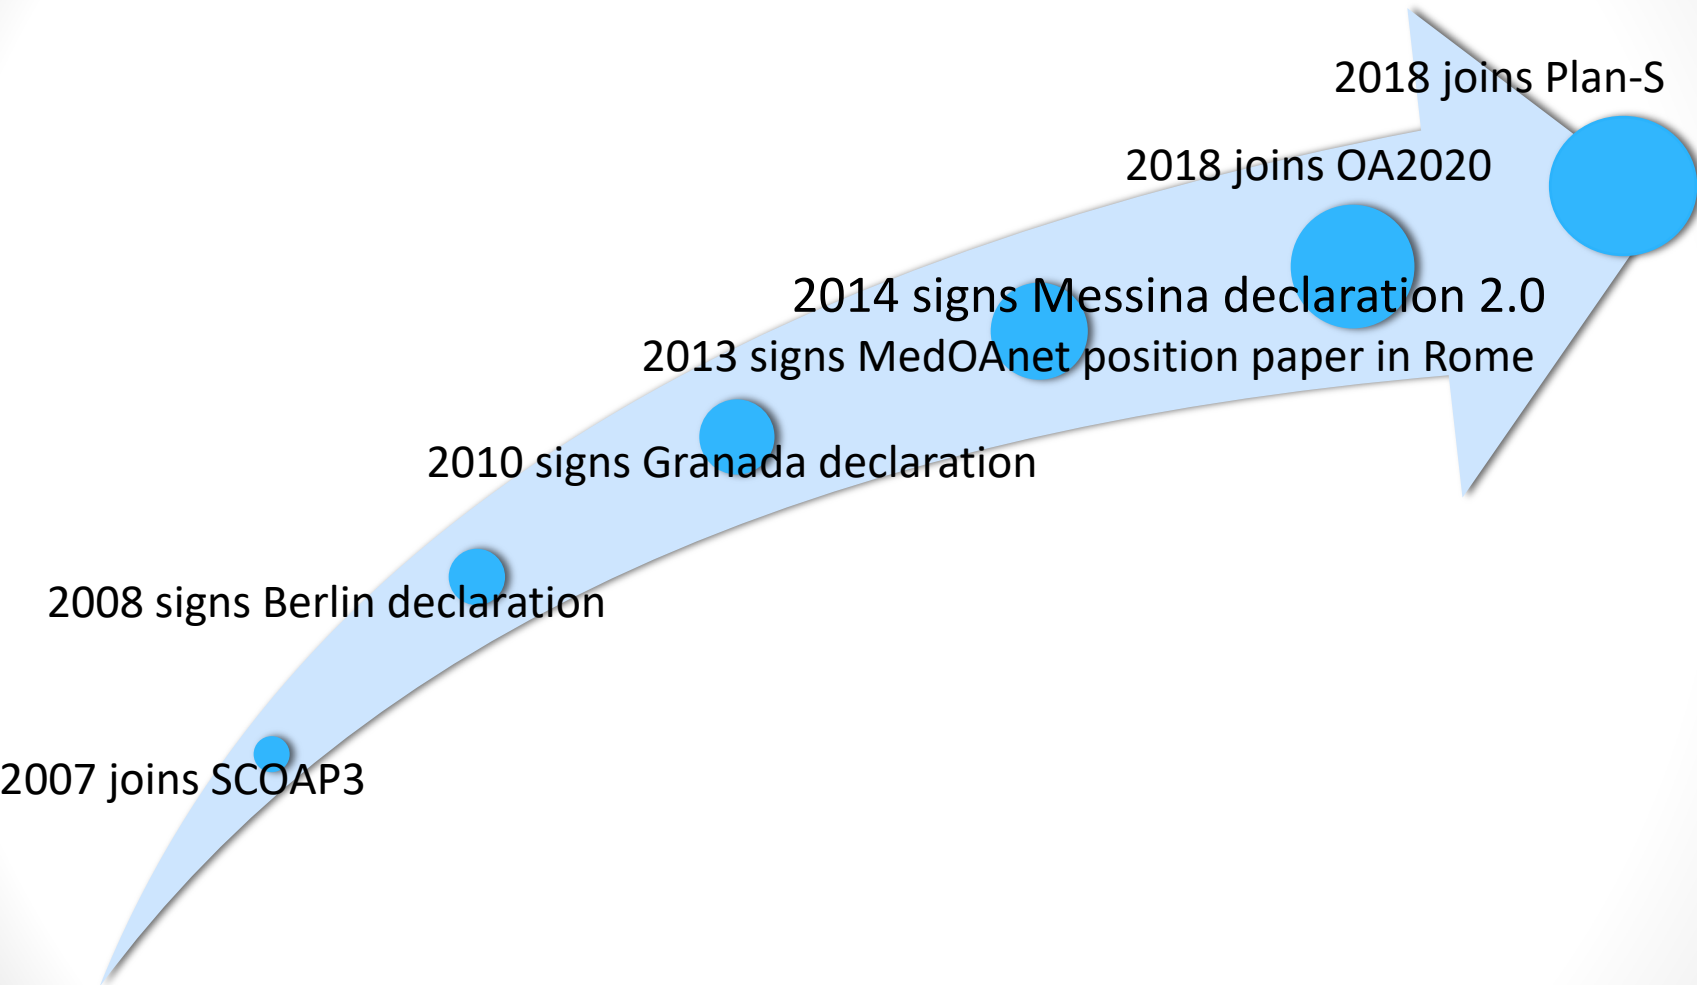 2018 joins Plan-S
2018 joins OA2020
2014 signs Messina declaration 2.0
2013 signs MedOAnet position paper in Rome
2010 signs Granada declaration
2008 signs Berlin declaration
2007 joins SCOAP3